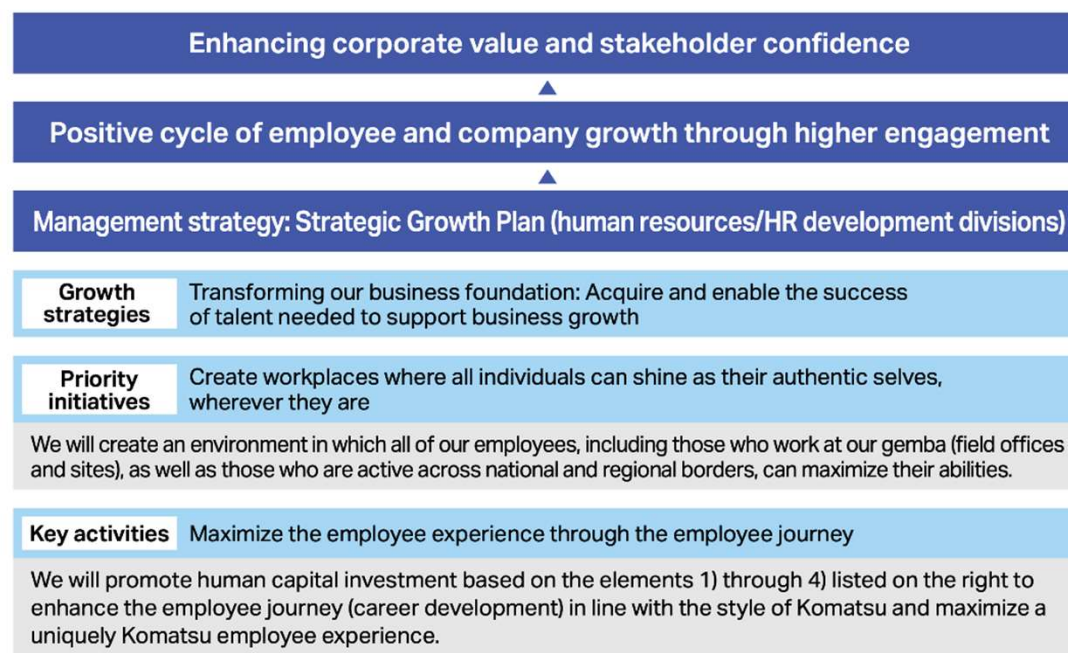 Enhancing corporate value and stakeholder confidence
Positive cycle of employee and company growth through higher engagement
Management strategy: Strategic Growth Plan (human resources/HR development divisions)
Growth
strategies
Transforming our business foundation: Acquire and enable the success
of talent needed to support business growth
Priority
initiatives
Create workplaces where all individuals can shine as their authentic selves,
wherever they are
We will create an environment in which all of our employees, including those who work at our gemba (field offices
and sites), as well as those who are active across national and regional borders, can maximize their abilities.
Key activities
Maximize the employee experience through the employee journey
We will promote human capital investment based on the elements 1) through 4) listed on the right to
enhance the employee journey (career development) in line with the style of Komatsu and maximize a
uniquely Komatsu employee experience.